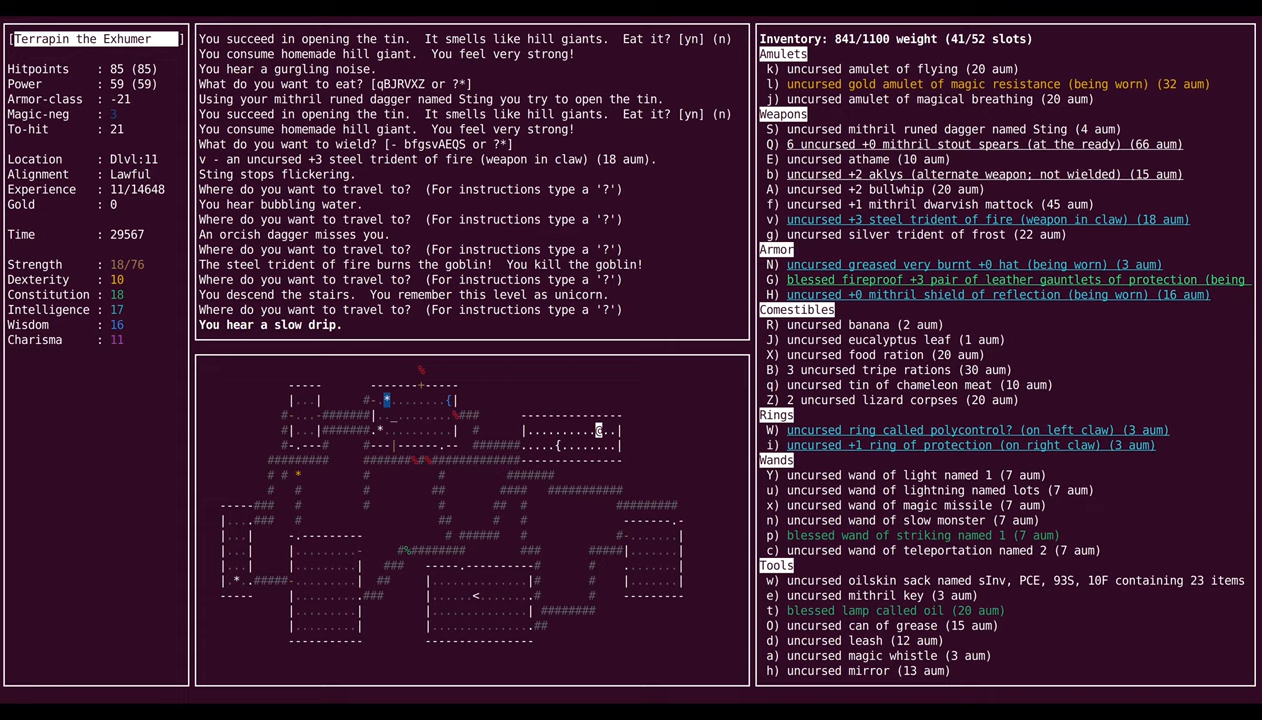 [Terrapin the Exhumer ]
Hitpoints : 85 (85)
Power : 59 (59)
Armor-class : -21
Magic-neg : 3
To-hit : 21
Location : Dlvl:11
Alignment : Lawful
Experience : 11/14648
Gold : 0
Time : 29567
Strength : 18/76
Dexterity : 10
Constitution : 18
Intelligence : 17
Wisdom : 16
Charisma : 11
You succeed in opening the tin. It smells like hill giants. Eat it? [yn] (n)
You consume homemade hill giant. You feel very strong!
You hear a gurgling noise.
What do you want to eat? [qBJRVXZ or ?*]
Using your mithril runed dagger named Sting you try to open the tin.
You succeed in opening the tin. It smells like hill giants. Eat it? [yn] (n)
You consume homemade hill giant. You feel very strong!
What do you want to wield? [- bfgsvAEQS or ?*]
v - an uncursed +3 steel trident of fire (weapon in claw) (18 aum).
Sting stops flickering.
Where do you want to travel to? (For instructions type a '?')
You hear bubbling water.
Where do you want to travel to? (For instructions type a '?')
An orcish dagger misses you.
Where do you want to travel to? (For instructions type a '?')
The steel trident of fire burns the goblin! You kill the goblin!
Where do you want to travel to? (For instructions type a '?')
You descend the stairs. You remember this level as unicorn.
Where do you want to travel to? (For instructions type a '?')
You hear a slow drip.
Inventory: 841/1100 weight (41/52 slots)
Amulets
k) uncursed amulet of flying (20 aum)
l) uncursed gold amulet of magic resistance (being worn) (32 aum)
j) uncursed amulet of magical breathing (20 aum)
Weapons
S) uncursed mithril runed dagger named Sting (4 aum)
Q) 6 uncursed +0 mithril stout spears (at the ready) (66 aum)
E) uncursed athame (10 aum)
b) uncursed +2 aklys (alternate weapon; not wielded) (15 aum)
A) uncursed +2 bullwhip (20 aum)
f) uncursed +1 mithril dwarvish mattock (45 aum)
v) uncursed +3 steel trident of fire (weapon in claw) (18 aum)
g) uncursed silver trident of frost (22 aum)
Armor
N) uncursed greased very burnt +0 hat (being worn) (3 aum)
G) blessed fireproof +3 pair of leather gauntlets of protection (being
H) uncursed +0 mithril shield of reflection (being worn) (16 aum)
Comestibles
R) uncursed banana (2 aum)
J) uncursed eucalyptus leaf (1 aum)
X) uncursed food ration (20 aum)
B) 3 uncursed tripe rations (30 aum)
q) uncursed tin of chameleon meat (10 aum)
Z) 2 uncursed lizard corpses (20 aum)
Rings
W) uncursed ring called polycontrol? (on left claw) (3 aum)
i) uncursed +1 ring of protection (on right claw) (3 aum)
Wands
Y) uncursed wand of light named 1 (7 aum)
u) uncursed wand of lightning named lots (7 aum)
x) uncursed wand of magic missile (7 aum)
n) uncursed wand of slow monster (7 aum)
p) blessed wand of striking named 1 (7 aum)
c) uncursed wand of teleportation named 2 (7 aum)
Tools
w) uncursed oilskin sack named sInv, PCE, 93S, 10F containing 23 items
e) uncursed mithril key (3 aum)
t) blessed lamp called oil (20 aum)
O) uncursed can of grease (15 aum)
d) uncursed leash (12 aum)
a) uncursed magic whistle (3 aum)
h) uncursed mirror (13 aum)